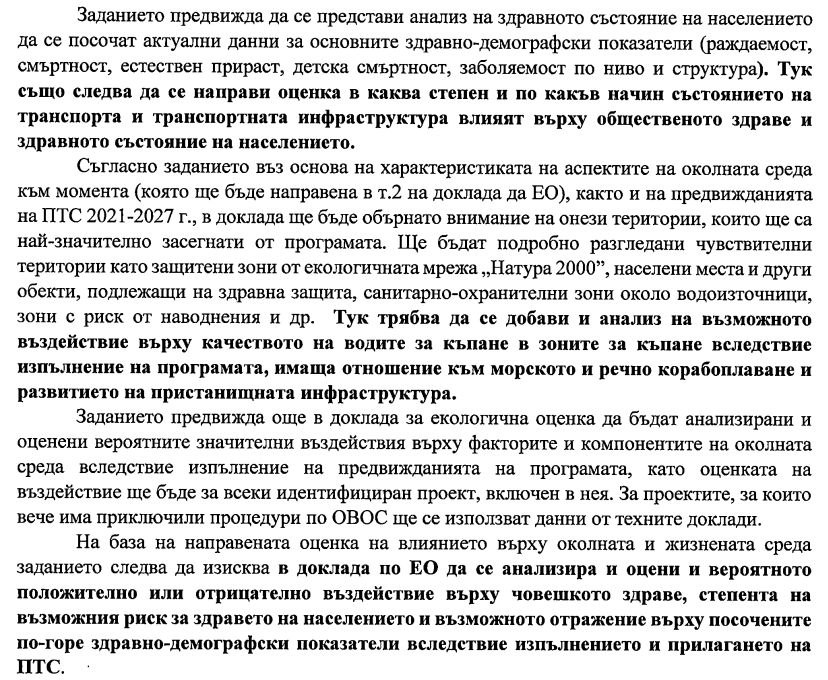 Заданието предвижда да се представи анализ на здравното състояние на населението
да се посочат актуални данни за основните здравно-демографски показатели (раждаемост,
смъртност, естествен прираст, детска смъртност, заболяемост по ниво и структура). Тук
също следва да се направи оценка в каква степен и по какъв начин състоянието на
транспорта и транспортната инфраструктура влияят върху общественото здраве и
здравното състояние на населението.
Съгласно заданието въз основа на характеристиката на аспектите на околната среда
към момента (която ще бъде направена в т.2 на доклада да ЕО), както и на предвижданията
на ПТС 2021-2027 г., в доклада ще бъде обърнато внимание на онези територии, които ще са
най-значително засегнати от програмата. Ще бъдат подробно разгледани чувствителни
територии като защитени зони от екологичната мрежа „Натура 2000”, населени места и други
обекти, подлежащи на здравна защита, санитарно-охранителни зони около водоизточници,
зони с риск от наводнения и др. Тук трябва да се добави и анализ на възможното
въздействие върху качеството на водите за къпане в зоните за къпане вследствие
изпълнение на програмата, имаща отношение към морското и речно корабоплаване и
развитието на пристанищната инфраструктура.
Заданието предвижда още в доклада за екологична оценка да бъдат анализирани и
оценени вероятните значителни въздействия върху факторите и компонентите на околната
среда вследствие изпълнение на предвижданията на програмата, като оценката на
въздействие ще бъде за всеки идентифициран проект, включен в нея. За проектите, за които
вече има приключили процедури по ОВОС ще се използват данни от техните доклади.
На база на направената оценка на влиянието върху околната и жизнената среда
заданието следва да изисква в доклада по ЕО да се анализира и оцени и вероятното
положително или отрицателно въздействие върху човешкото здраве, степента на
възможния риск за здравето на населението и възможното отражение върху посочените
по-горе здравно-демографски показатели вследствие изпълнението и прилагането на
ПТС.